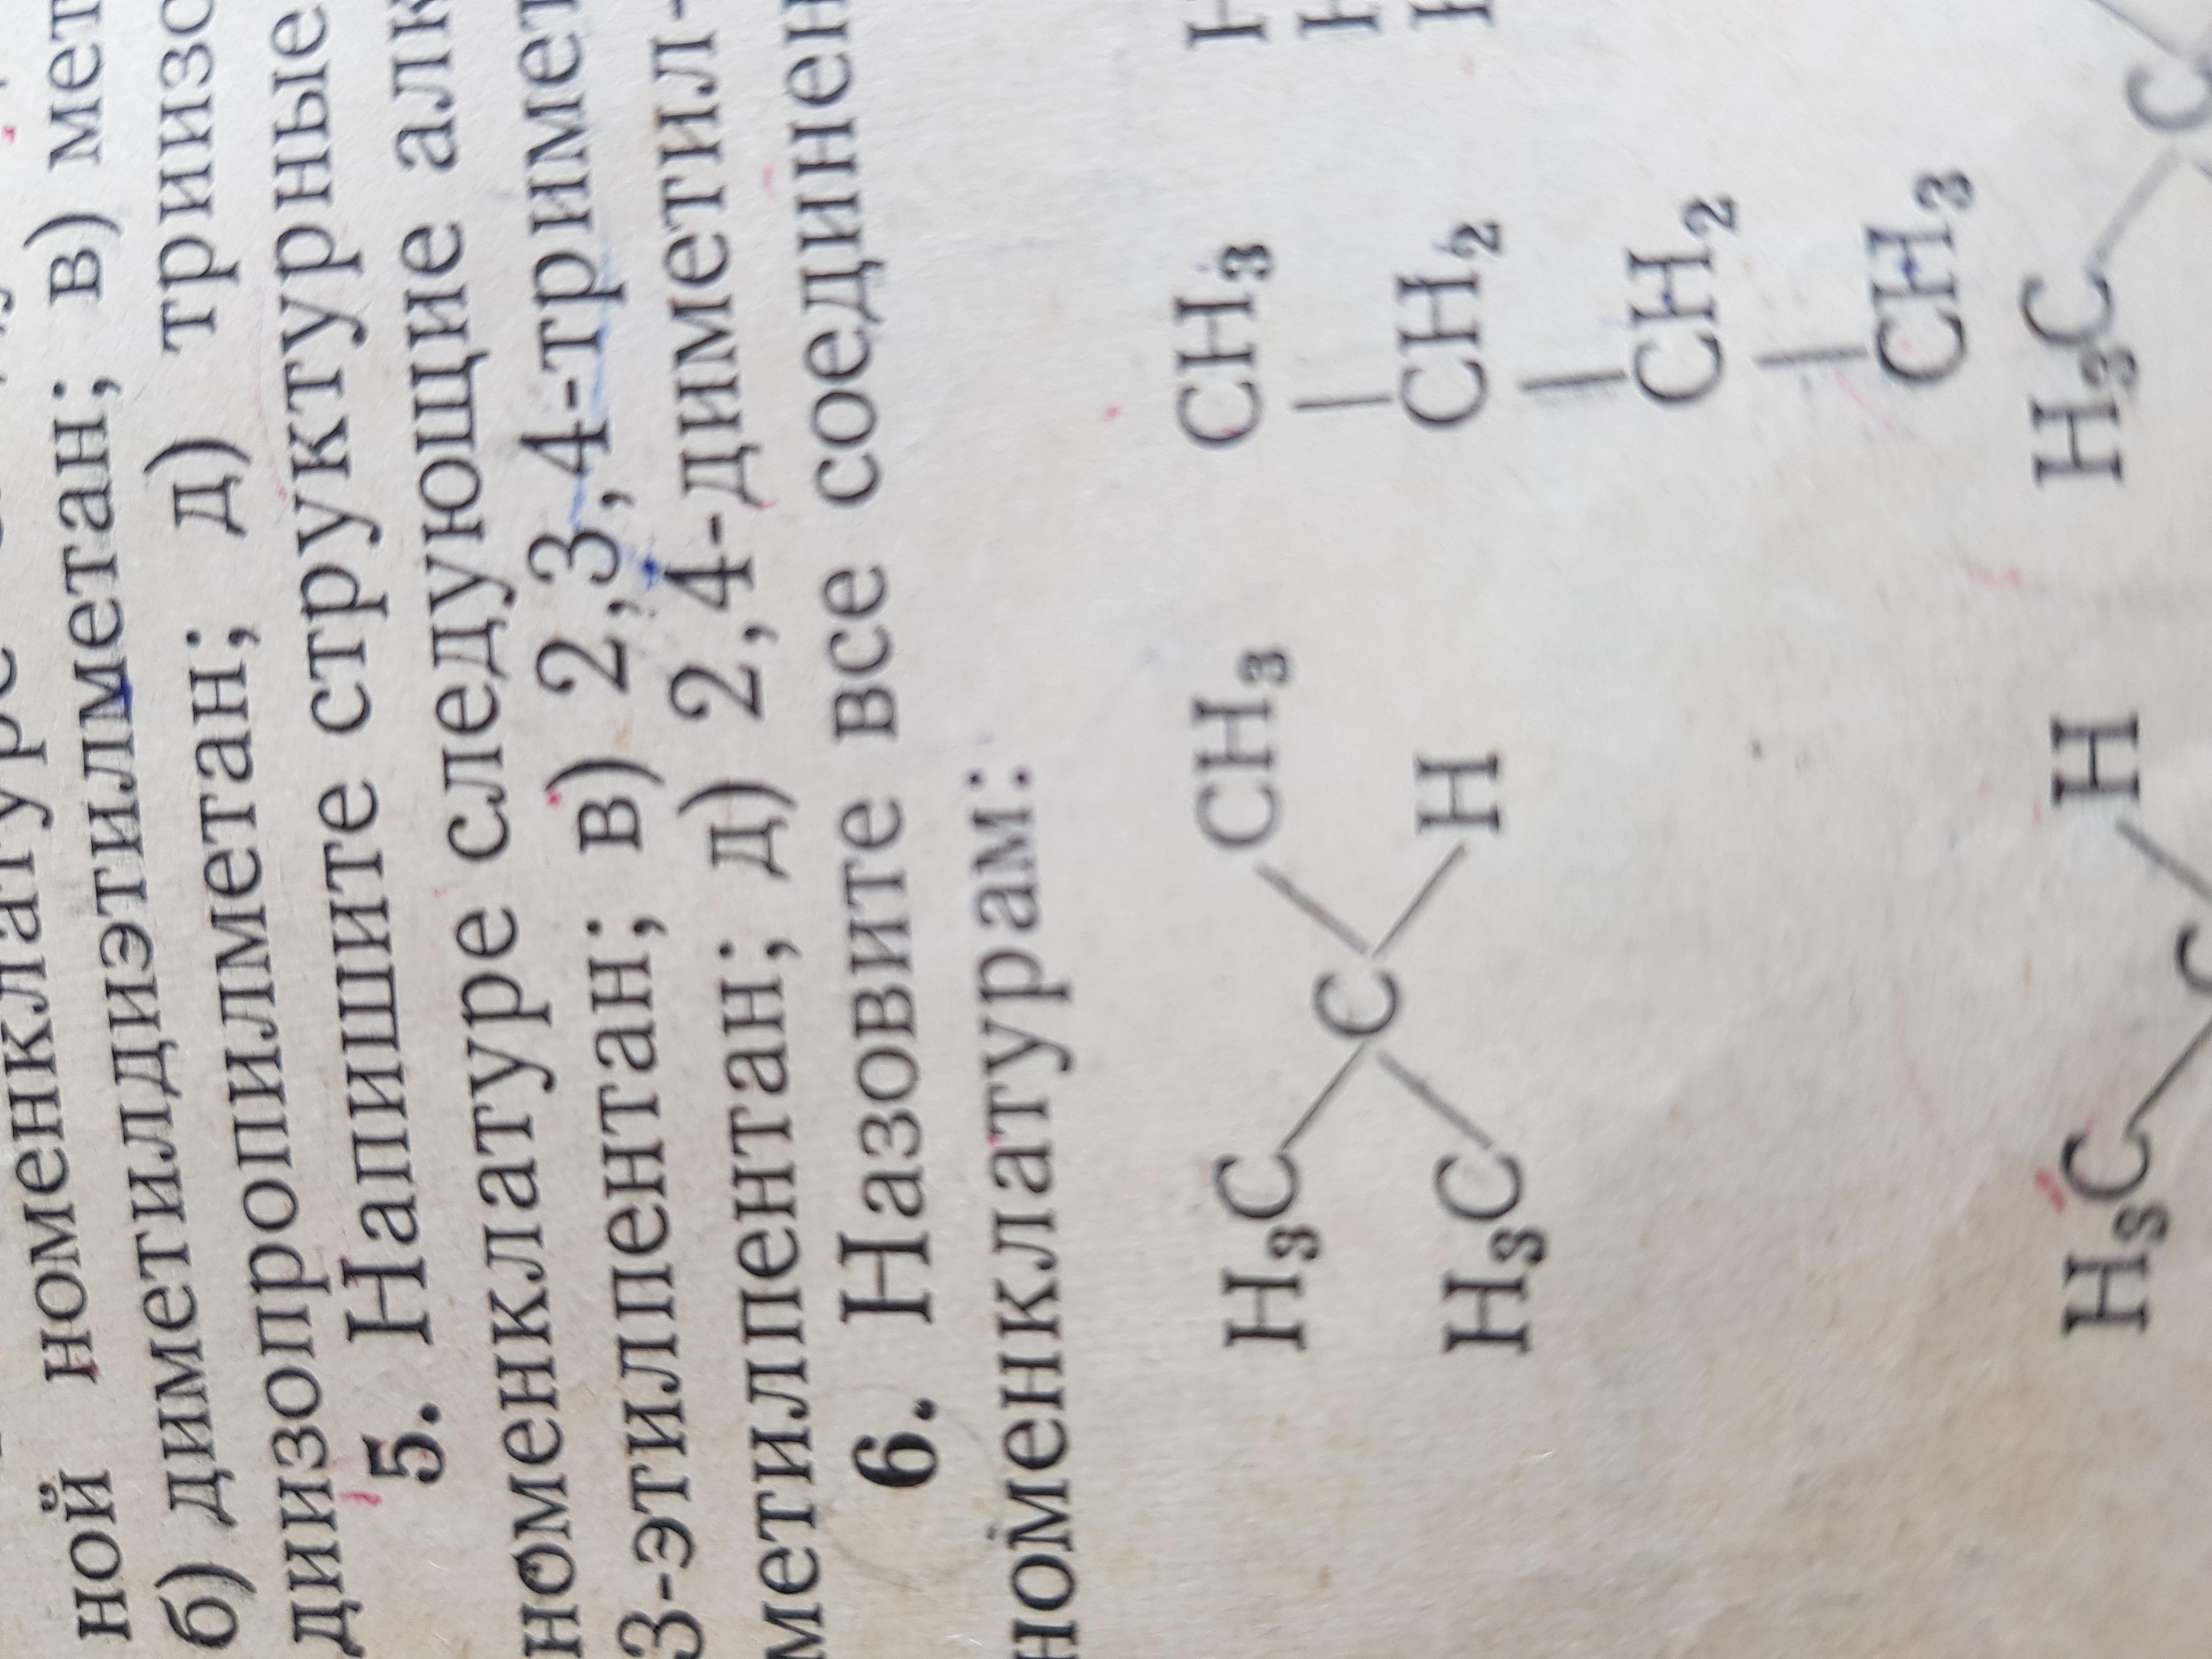 ной номенклатуре
б) диметилдиэтилметан; в) мет
диизопропилметан; д) триизо
5. Напишите структурные
номенклатуре следующие алк
3-этилпентан; в) 2,3,4-тримет
метилпентан; д) 2,4-диметил-
6. Назовите все соединен
номенклатурам:
H₃C CH₃ CH₃
C
H₃C H CH₂
CH₂
CH₃
H₃C H H₃C
C C